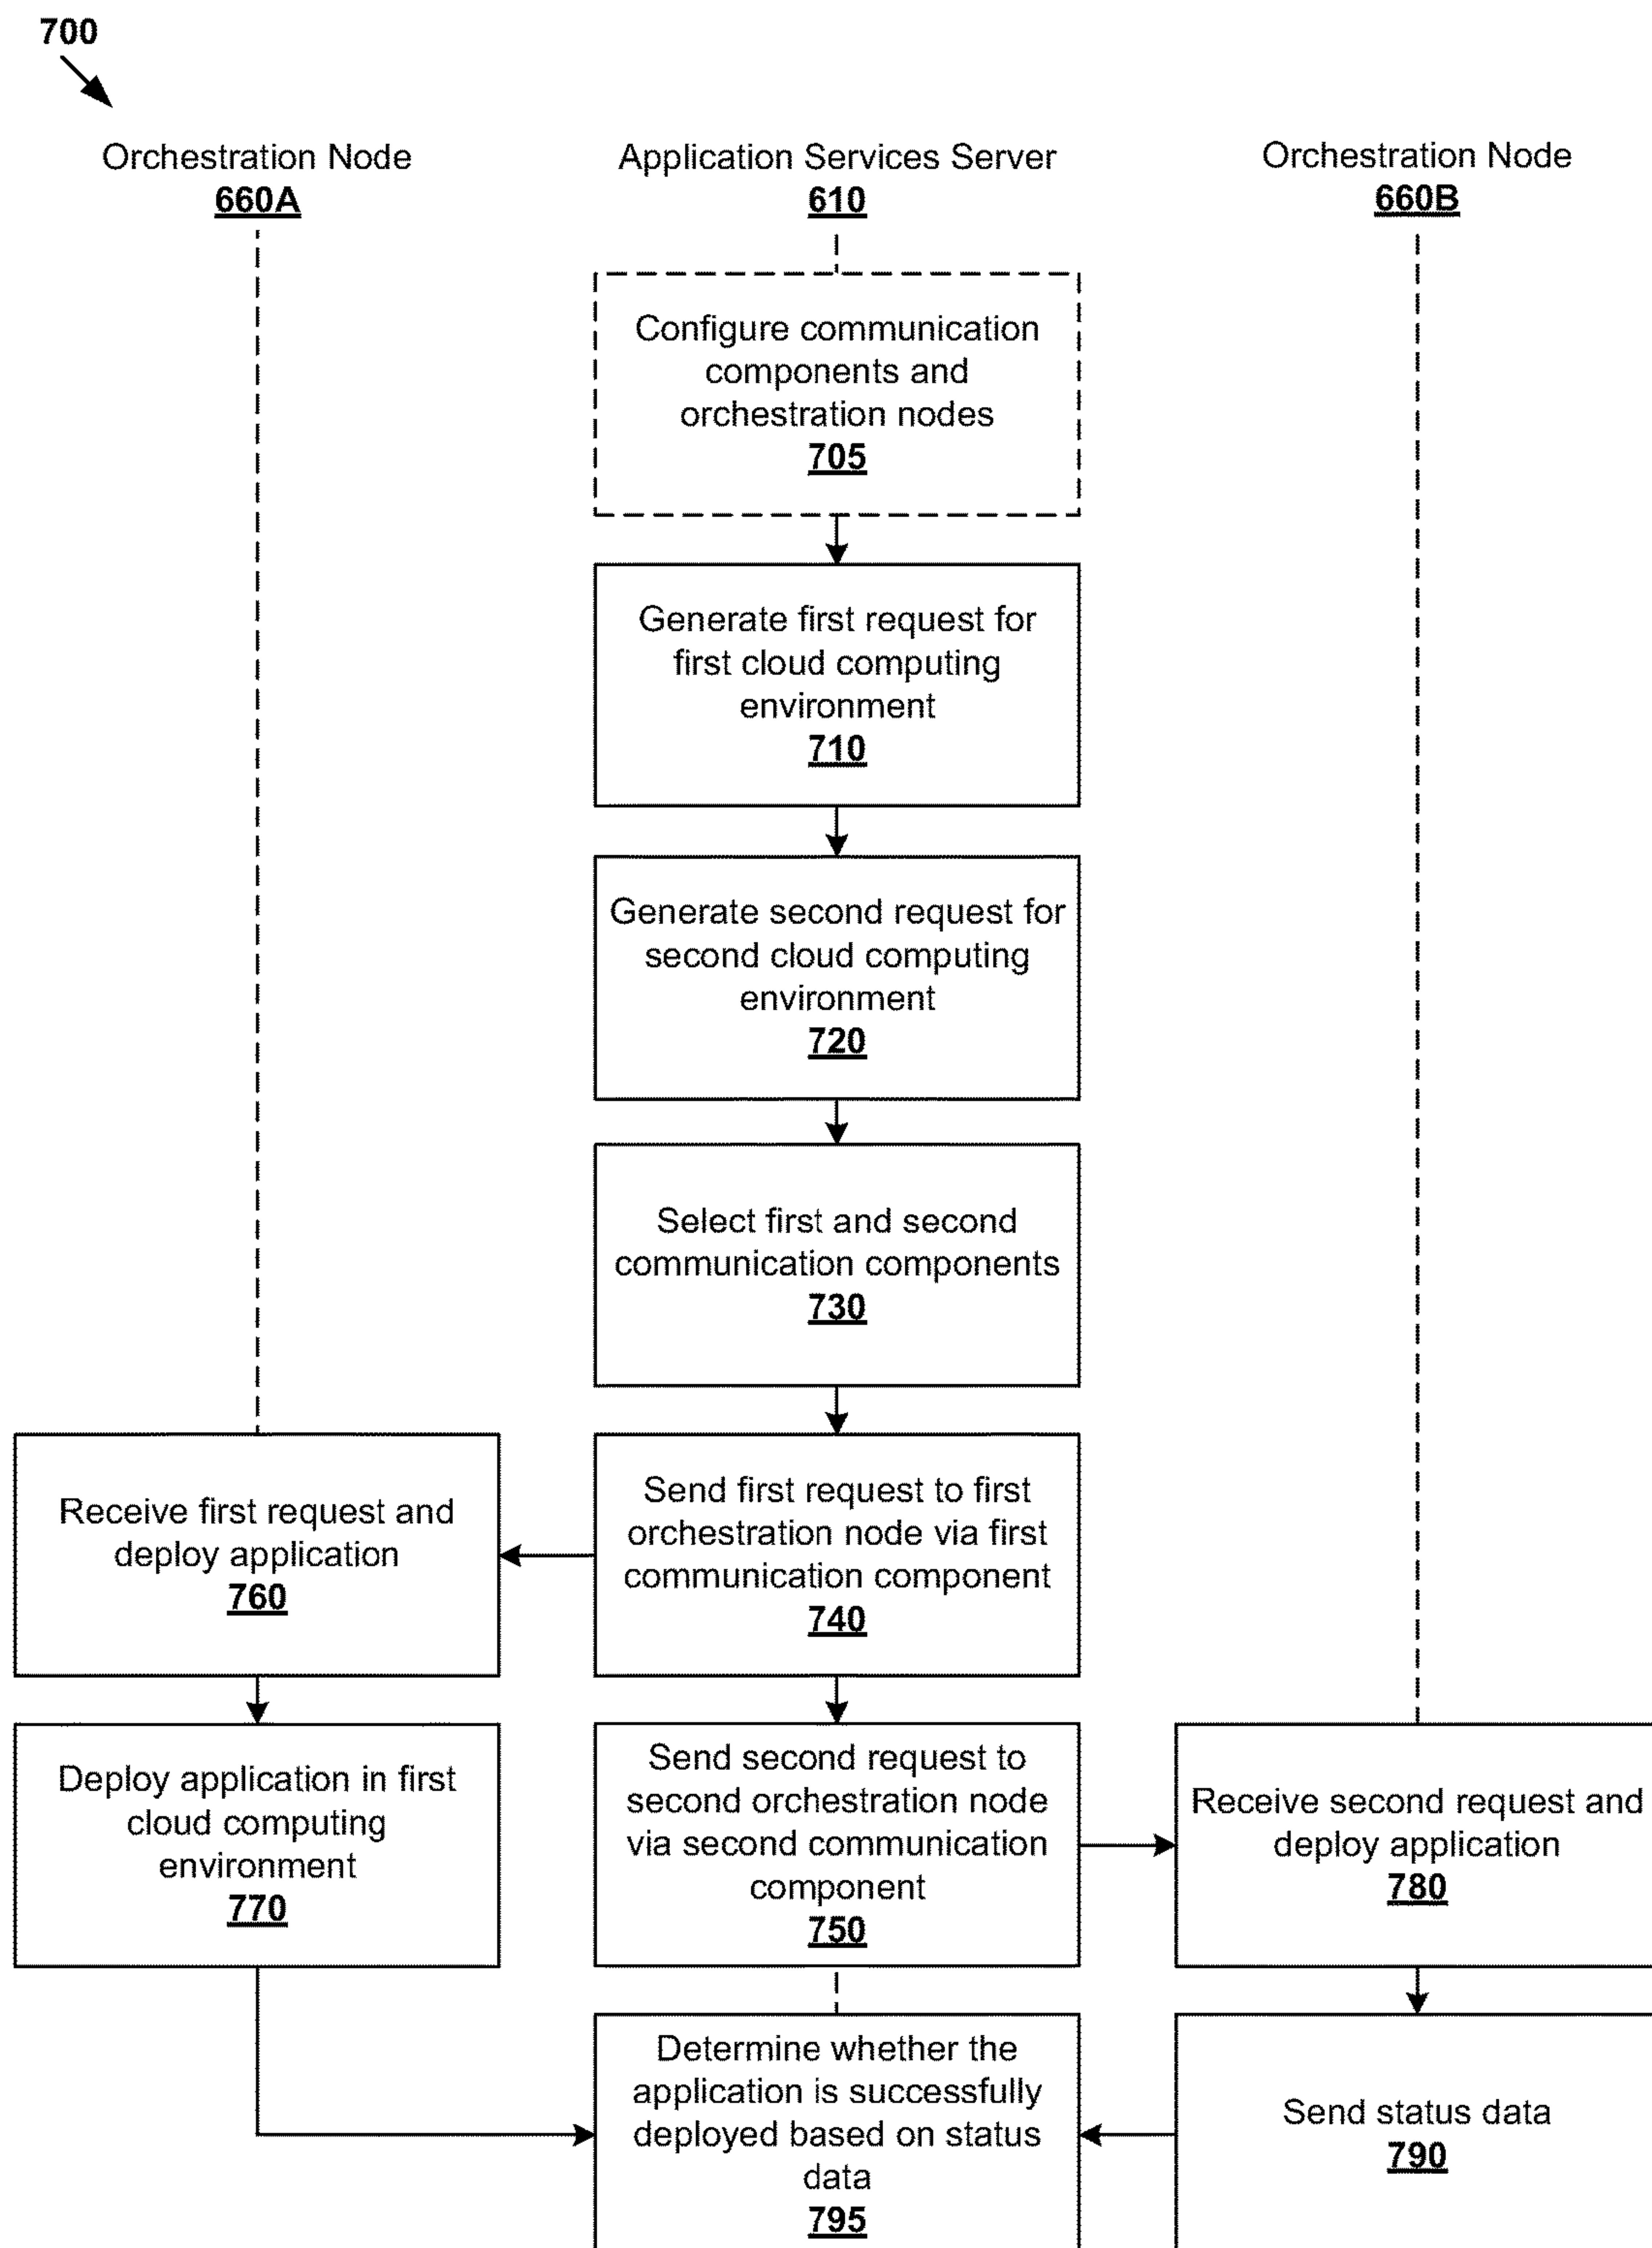 700
Orchestration Node
660A
Application Services Server
610
Orchestration Node
660B
Configure communication
components and
orchestration nodes
705
Generate first request for
first cloud computing
environment
710
Generate second request for
second cloud computing
environment
720
Select first and second
communication components
730
Receive first request and
deploy application
760
Send first request to first
orchestration node via first
communication component
740
Deploy application in first
cloud computing
environment
770
Send second request to
second orchestration node
via second communication
component
750
Receive second request and
deploy application
780
Determine whether the
application is successfully
deployed based on status
data
795
Send status data
790